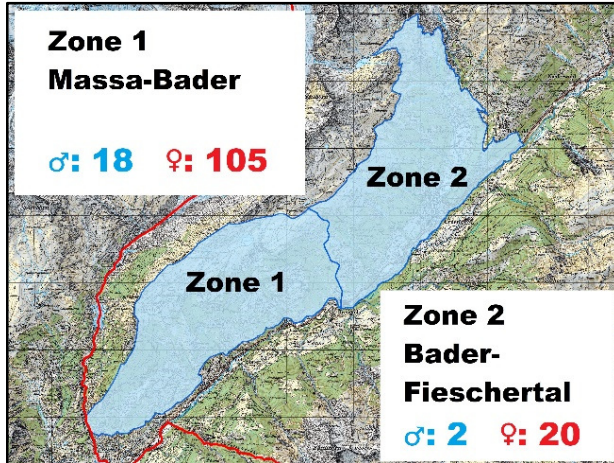 Zone 1
Massa-Bader
♂: 18 ♀: 105
Zone 2
Zone 1
Zone 2
Bader-
Fieschertal
♂: 2 ♀: 20